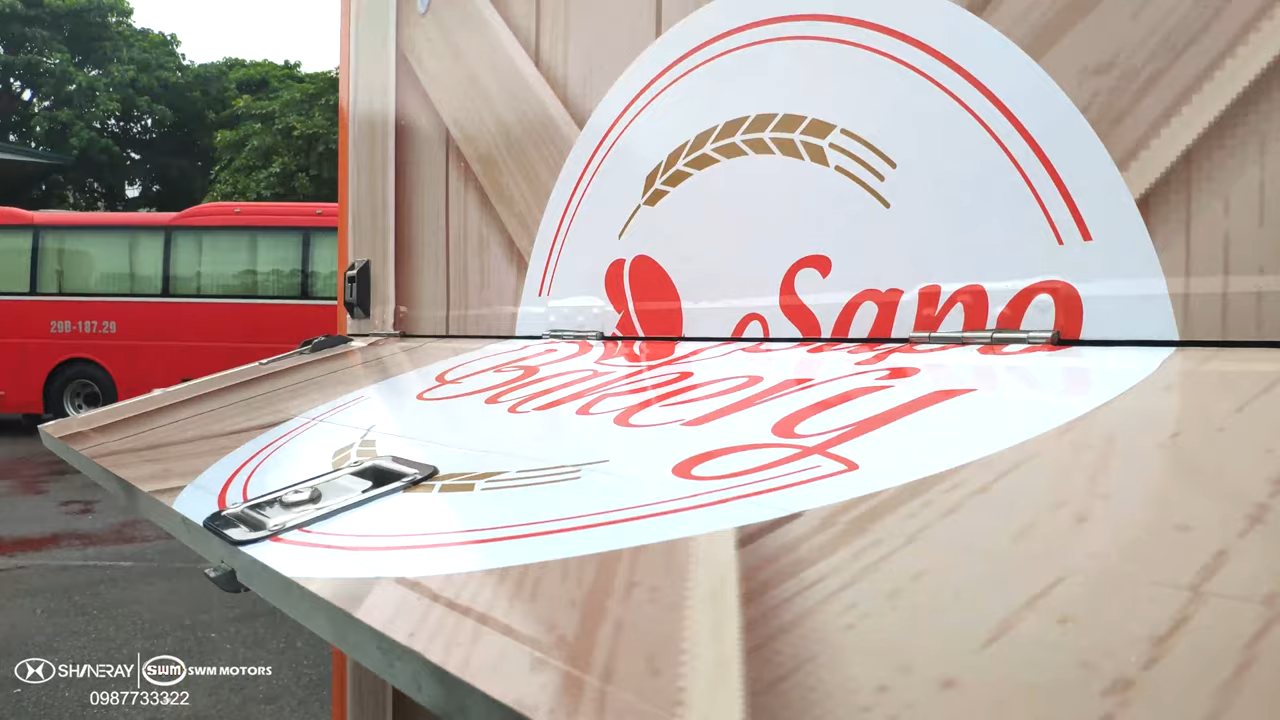 Sapo
Bakery
29B-187.29
SHINERAY SWM SWM MOTORS
0987733322